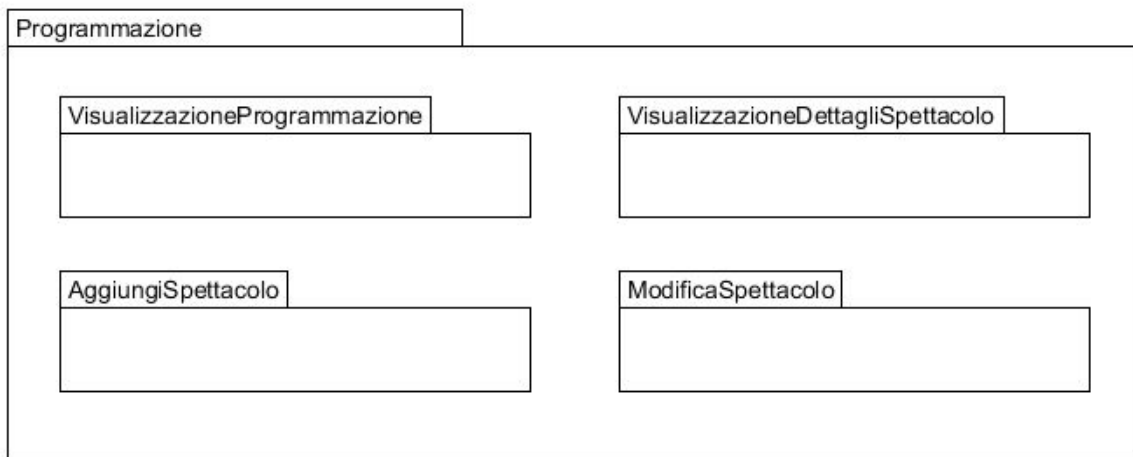 Programmazione
VisualizzazioneProgrammazione
VisualizzazioneDettagliSpettacolo
AggiungiSpettacolo
ModificaSpettacolo